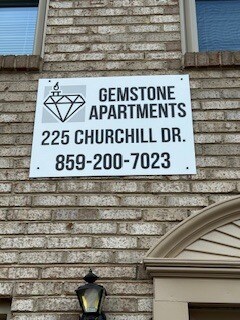 GEMSTONE
APARTMENTS
225 CHURCHILL DR.
859-200-7023